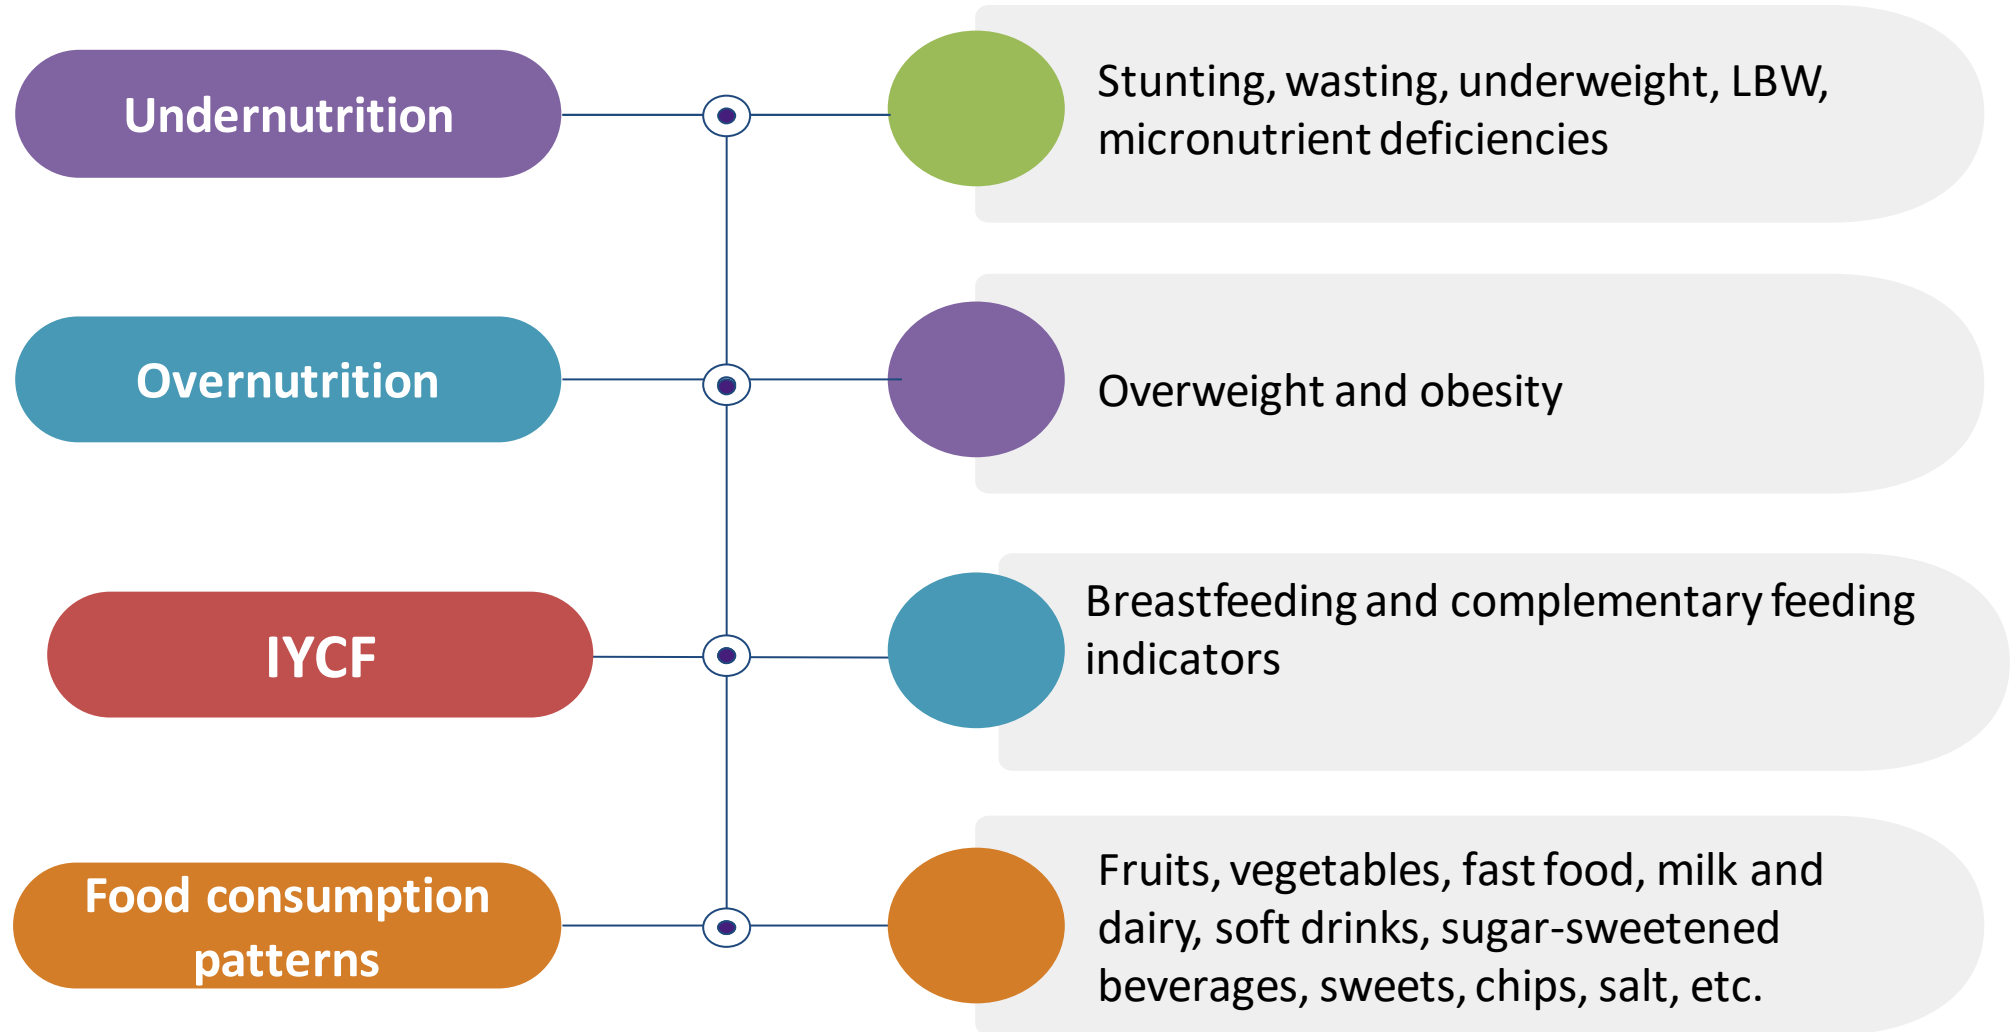 Undernutrition
Stunting, wasting, underweight, LBW,
micronutrient deficiencies
Overnutrition
Overweight and obesity
IYCF
Breastfeeding and complementary feeding
indicators
Food consumption
patterns
Fruits, vegetables, fast food, milk and
dairy, soft drinks, sugar-sweetened
beverages, sweets, chips, salt, etc.